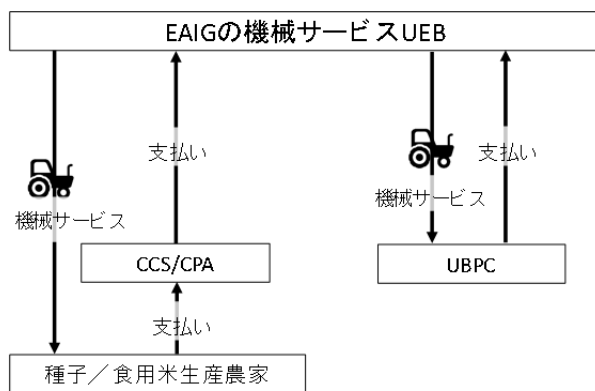 EAIGの機械サービスUEB
支払い
支払い
機械サービス
機械サービス
CCS/CPA
UBPC
支払い
種子／食用米生産農家